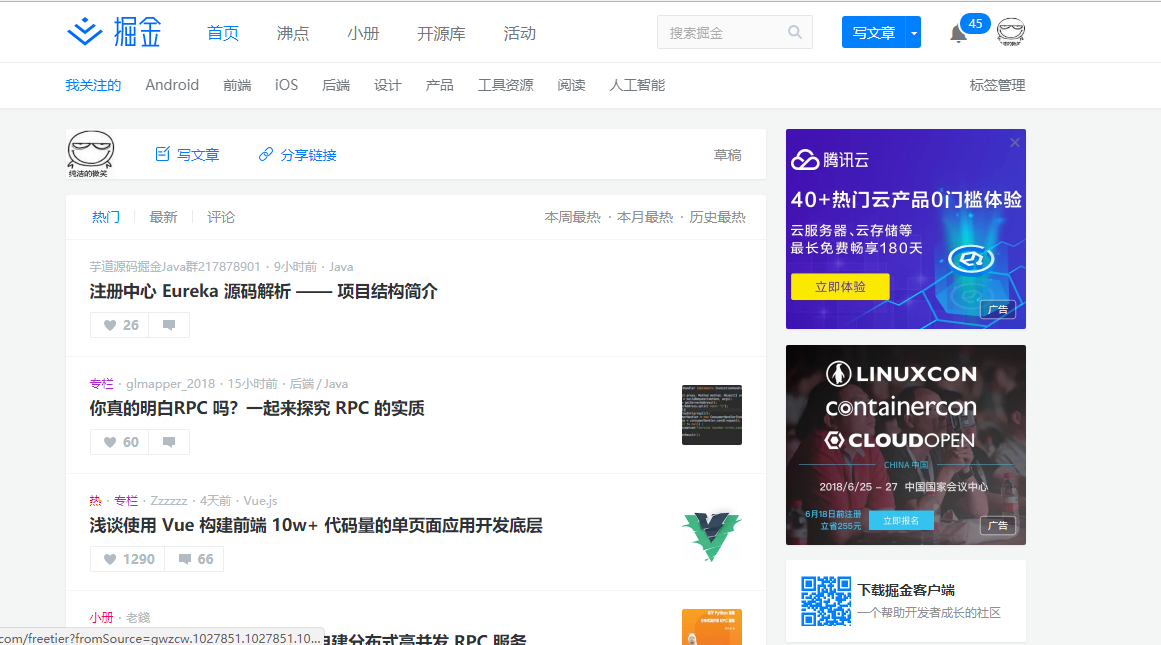 掘金 首页 沸点 小册 开源库 活动 搜索掘金 写文章 45
我关注的 Android 前端 iOS 后端 设计 产品 工具资源 阅读 人工智能 标签管理
纯洁的微笑
写文章 分享链接 草稿
热门 最新 评论 本周最热 · 本月最热 · 历史最热
芋道源码掘金Java群217878901 · 9小时前 · Java
注册中心 Eureka 源码解析 —— 项目结构简介
26
专栏 · glmapper_2018 · 15小时前 · 后端 / Java
你真的明白RPC 吗？一起来探究 RPC 的实质
60
热 · 专栏 · Zzzzzz · 4天前 · Vue.js
浅谈使用 Vue 构建前端 10w+ 代码量的单页面应用开发底层
1290 66
小册 · 老錢
建分布式高并发 RPC 服务
com/freetier?fromSource=gwzcw.1027851.1027851.10...
腾讯云
40+热门云产品0门槛体验
云服务器、云存储等
最长免费畅享180天
立即体验
广告
LINUXCON
containercon
CLOUDOPEN
CHINA 中国
2018/6/25 – 27 中国国家会议中心
6月18日前注册
立省255元
立即报名
广告
下载掘金客户端
一个帮助开发者成长的社区